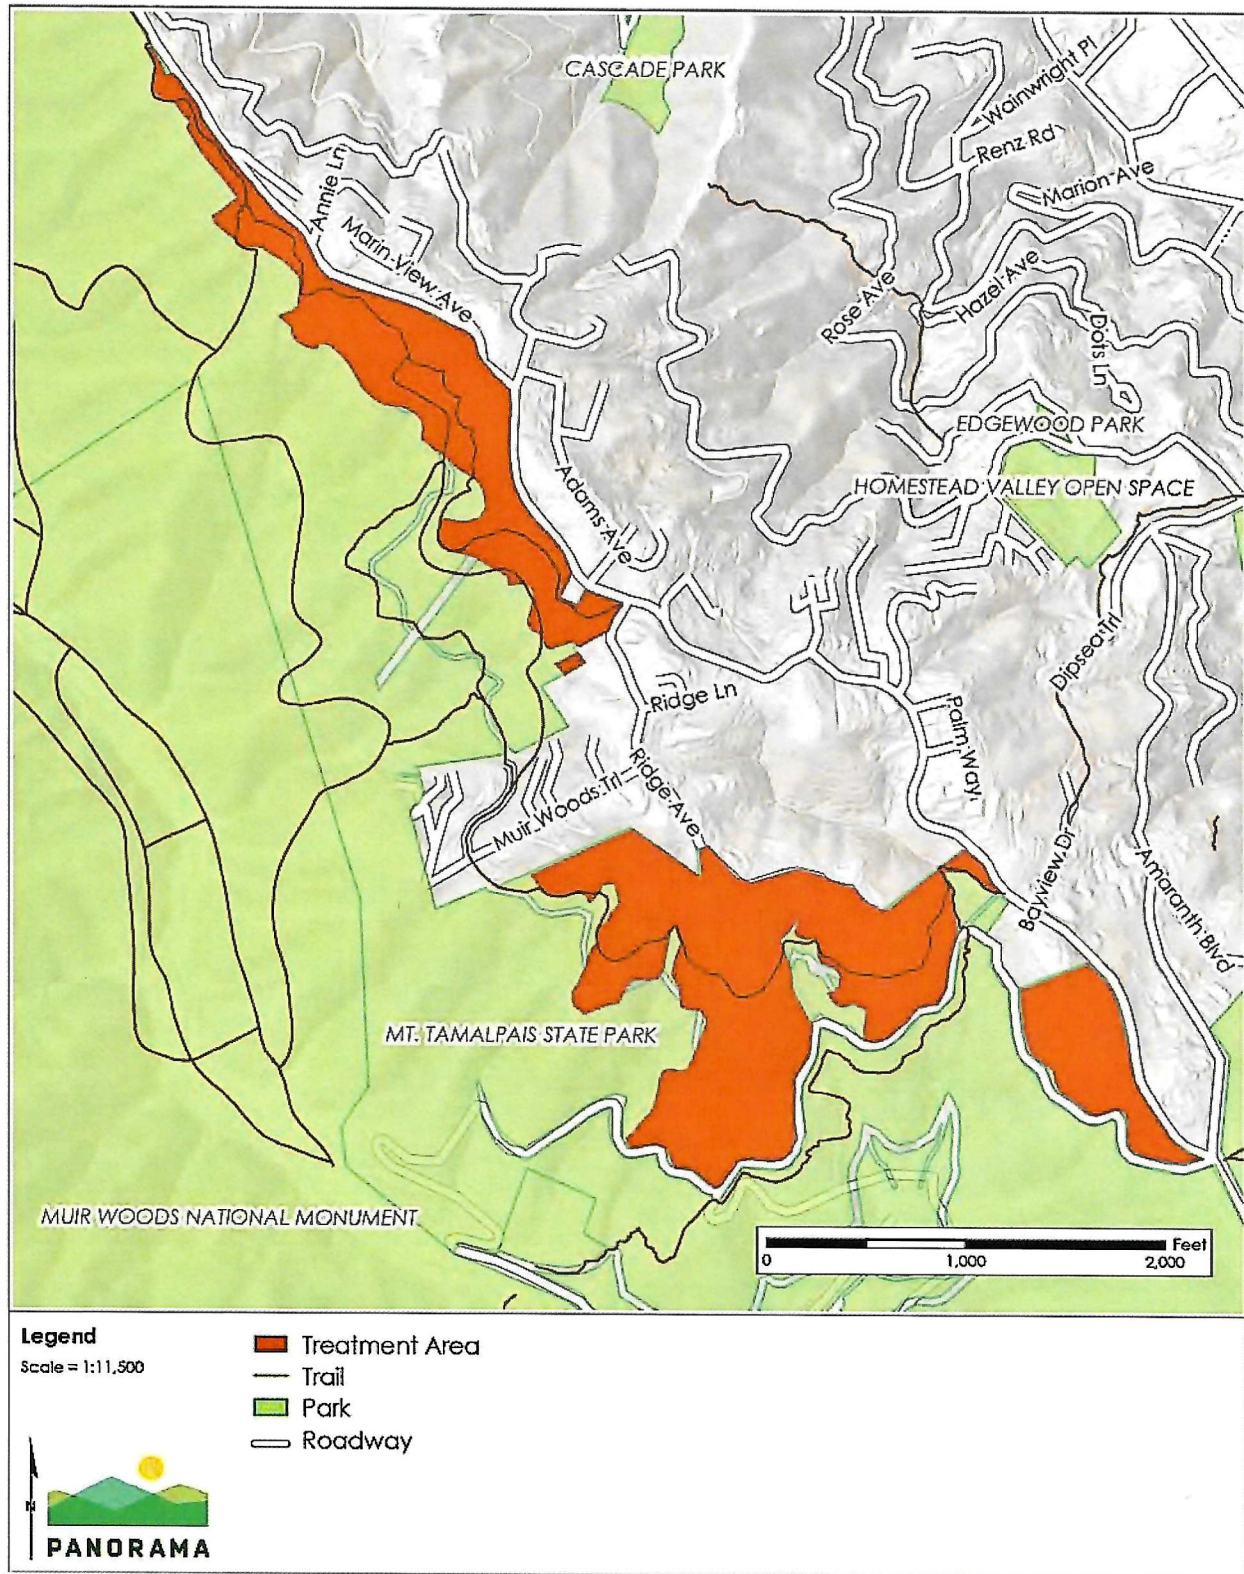 CASCADE PARK
Wainwright Pl
Renz Rd
Marion Ave
Annie Ln
Marin View Ave
Rose Ave
Hazel Ave
Dots Ln
EDGEWOOD PARK
HOMESTEAD VALLEY OPEN SPACE
Adams Ave
Dipsea Trl
Ridge Ln
Palm Way
Muir Woods Trl
Ridge Ave
Bayview Dr
Amaranth Blvd
MT. TAMALPAIS STATE PARK
MUIR WOODS NATIONAL MONUMENT
Feet
0 1,000 2,000
Legend
Scale = 1:11,500
Treatment Area
Trail
Park
Roadway
N
PANORAMA